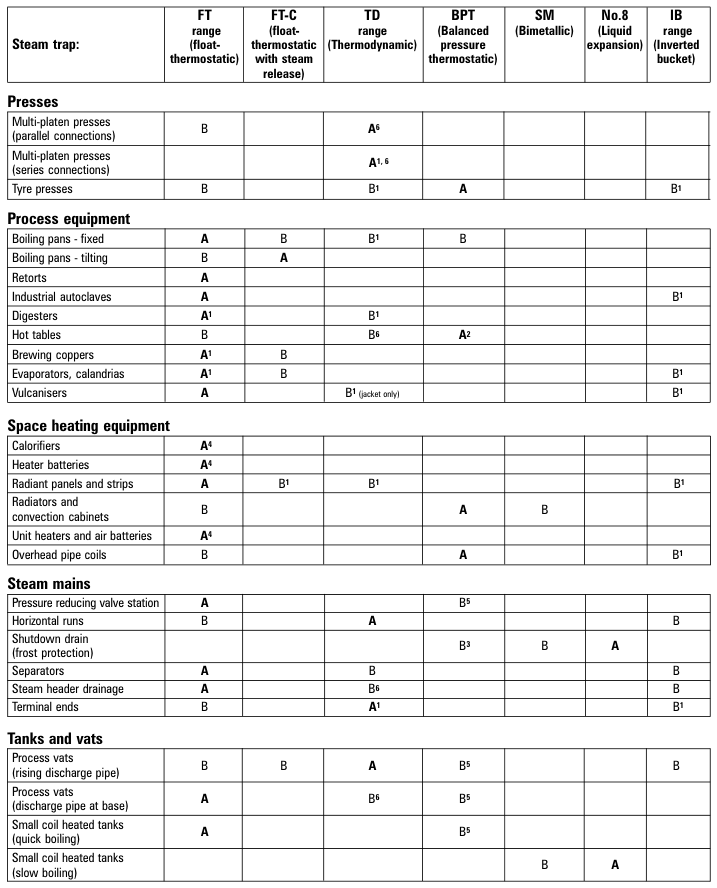 Steam trap: FT range (float-thermostatic) FT-C (float-thermostatic with steam release) TD range (Thermodynamic) BPT (Balanced pressure thermostatic) SM (Bimetallic) No.8 (Liquid expansion) IB range (Inverted bucket)
Presses
Multi-platen presses
(parallel connections) B A⁶
Multi-platen presses
(series connections) A¹, ⁶
Tyre presses B B¹ A B¹
Process equipment
Boiling pans - fixed A B B¹ B
Boiling pans - tilting B A
Retorts A
Industrial autoclaves A B¹
Digesters A¹ B¹
Hot tables B B⁶ A²
Brewing coppers A¹ B
Evaporators, calandrias A¹ B B¹
Vulcanisers A B¹ (jacket only) B¹
Space heating equipment
Calorifiers A⁴
Heater batteries A⁴
Radiant panels and strips A B¹ B¹ B¹
Radiators and
convection cabinets B A B
Unit heaters and air batteries A⁴
Overhead pipe coils B A B¹
Steam mains
Pressure reducing valve station A B⁵
Horizontal runs B A B
Shutdown drain
(frost protection) B³ B A
Separators A B B
Steam header drainage A B⁶ B
Terminal ends B A¹ B¹
Tanks and vats
Process vats
(rising discharge pipe) B B A B⁵ B
Process vats
(discharge pipe at base) A B⁶ B⁵
Small coil heated tanks
(quick boiling) A B⁵
Small coil heated tanks
(slow boiling) B A